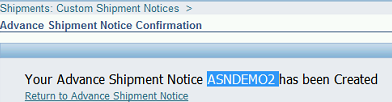 Shipments: Custom Shipment Notices >
Advance Shipment Notice Confirmation
Your Advance Shipment Notice ASNDEMO2 has been Created
Return to Advance Shipment Notice